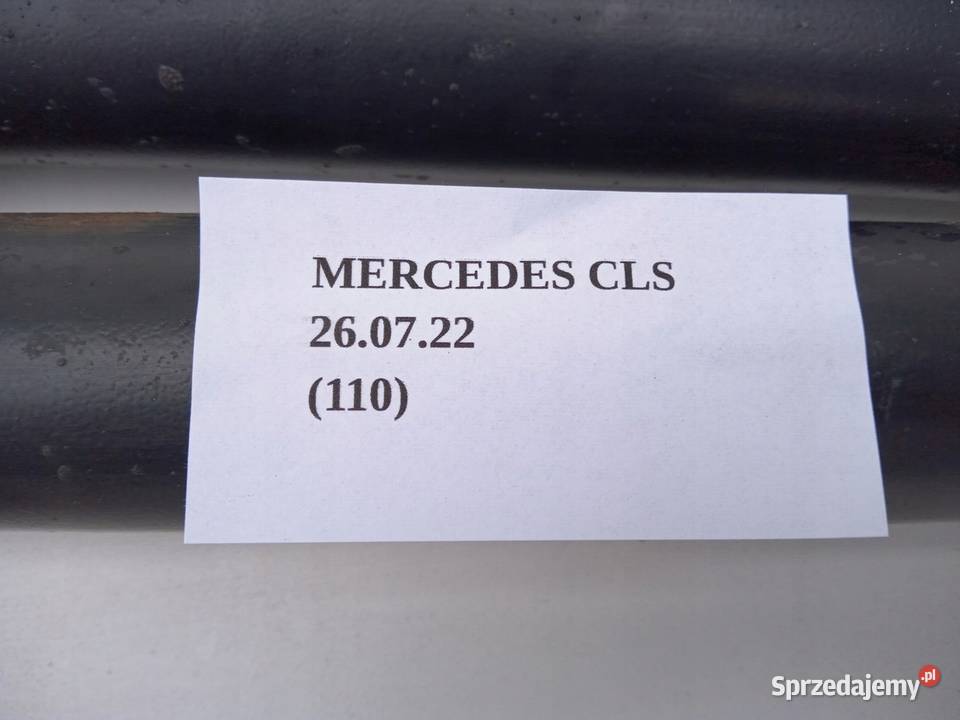 MERCEDES CLS
26.07.22
(110)
Sprzedajemy.pl